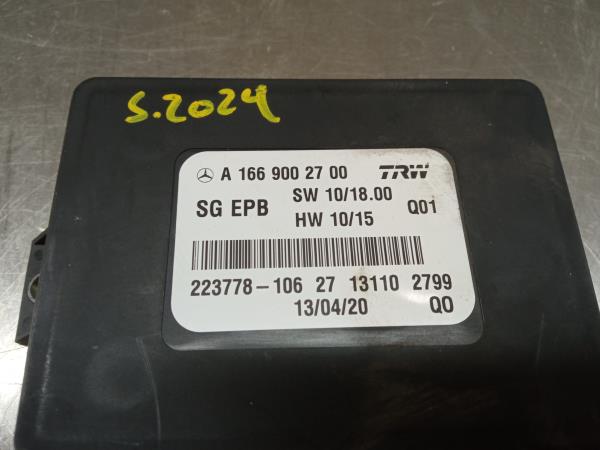 S.2024
A 166 900 27 00 TRW
SG EPB SW 10/18.00 Q01
HW 10/15
223778-106 27 13110 2799
13/04/20 QO